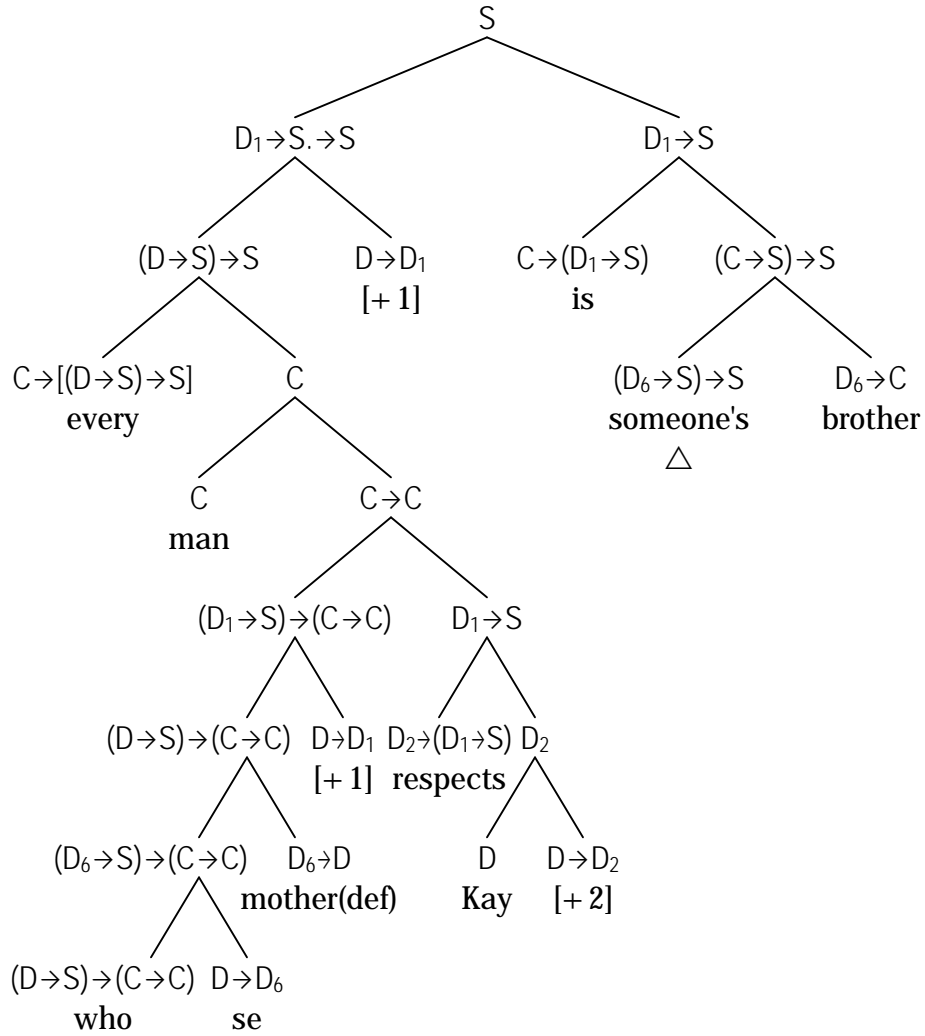 S
D₁→S.→S D₁→S
(D→S)→S D→D₁ C→(D₁→S) (C→S)→S
[+1] is
C→[(D→S)→S] C (D₆→S)→S D₆→C
every someone's brother
C C→C
man
(D₁→S)→(C→C) D₁→S
(D→S)→(C→C) D→D₁ D₂→(D₁→S) D₂
[+1] respects
(D₆→S)→(C→C) D₆→D D D→D₂
mother(def) Kay [+2]
(D→S)→(C→C) D→D₆
who se